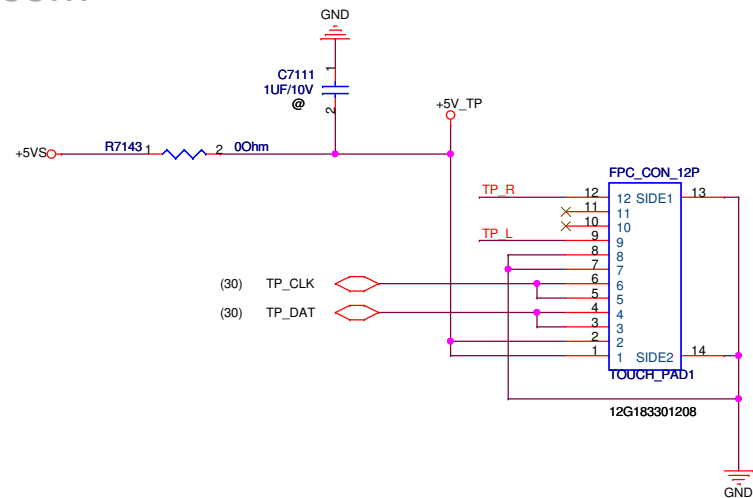 GND
C7111
1UF/10V
@
1
2
+5V_TP
+5VS
R7143 1
2 0Ohm
FPC_CON_12P
TP_R
12 12 SIDE1 13
11 11
10 10
TP_L 9 9
8 8
7 7
(30) TP_CLK 6 6
5 5
(30) TP_DAT 4 4
3 3
2 2
1 1 SIDE2 14
TOUCH_PAD1
12G183301208
GND